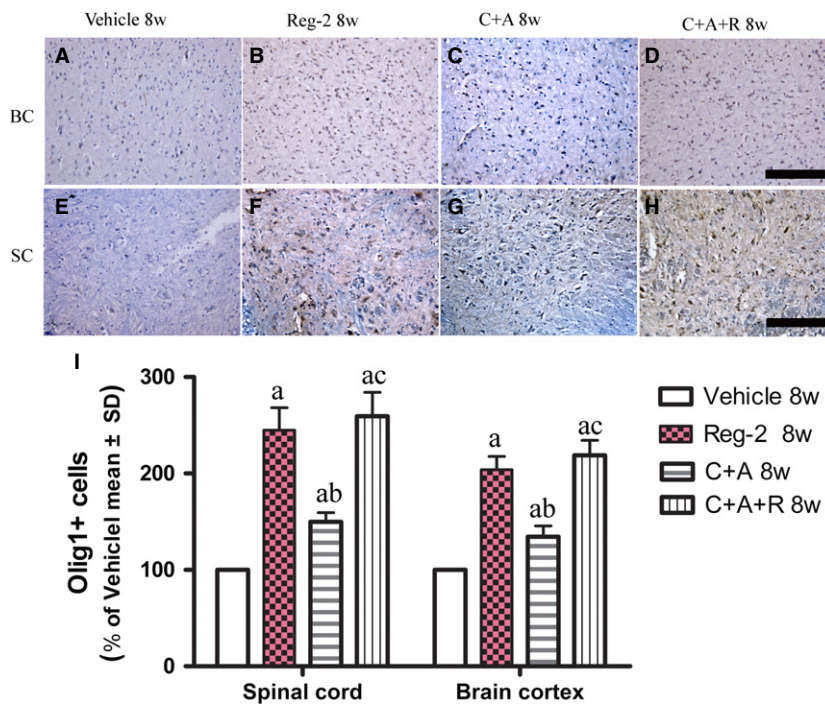 Vehicle 8w Reg-2 8w C+A 8w C+A+R 8w
A B C D
BC
E F G H
SC
I
Olig1+ cells
(% of Vehiclel mean ± SD)
300
200
100
0
a ab ac
a ab ac
Spinal cord Brain cortex
Vehicle 8w
Reg-2 8w
C+A 8w
C+A+R 8w